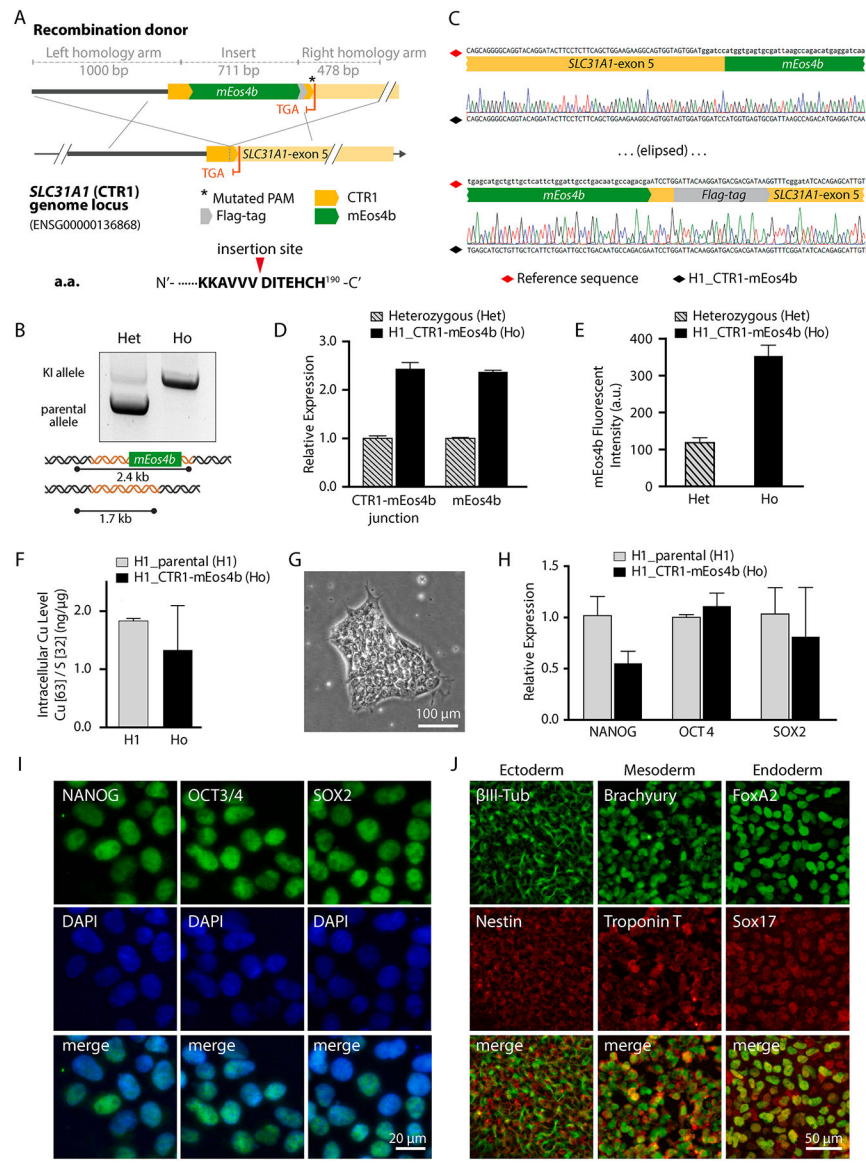 A
Recombination donor
Left homology arm Insert Right homology arm
1000 bp 711 bp * 478 bp
mEos4b
TGA
SLC31A1-exon 5
TGA
SLC31A1 (CTR1)
genome locus
(ENSG00000136868)
* Mutated PAM
Flag-tag
CTR1
mEos4b
insertion site
a.a. N'- ······KKAVVV DITEHCH190 -C'
B
Het Ho
KI allele
parental
allele
mEos4b
2.4 kb
1.7 kb
C
CAGCAGGGGCAGGTACAGGATACTTCCTCTTCAGCTGGAAGAAGGCAGTGGTAGTGGATggatccatggtgagtgcgattaagccagacatgaggatcaa
SLC31A1-exon 5 mEos4b
CAGCAGGGGCAGGTACAGGATACTTCCTCTTCAGCTGGAAGAAGGCAGTGGTAGTGGATGGATCCATGGTGAGTGCGATTAAGCCAGACATGAGGATCAA
. . . (elipsed) . . .
tgagcatgctgttgctcattctggattgcctgacaatgccagacgaATCCTGGATTACAAGGATGACGACGATAAGGTTTcggatATCACAGAGCATT
mEos4b Flag-tag SLC31A1-exon 5
TGAGCATGCTGTTGCTCATTCTGGATTGCCTGACAATGCCAGACGAATCCTGGATTACAAGGATGACGACGATAAGGTTTCGGATATCACAGAGCATT
Reference sequence H1_CTR1-mEos4b
D
Heterozygous (Het)
H1_CTR1-mEos4b (Ho)
Relative Expression
3.0
2.0
1.0
0.0
CTR1-mEos4b
junction
mEos4b
E
Heterozygous (Het)
H1_CTR1-mEos4b (Ho)
mEos4b Fluorescent
Intensity (a.u.)
400
300
200
100
0
Het Ho
F
H1_parental (H1)
H1_CTR1-mEos4b (Ho)
Intracellular Cu Level
Cu [63] / S [32] (ng/µg)
2.0
1.0
0.0
H1 Ho
G
100 µm
H
H1_parental (H1)
H1_CTR1-mEos4b (Ho)
Relative Expression
1.5
1.0
0.5
0.0
NANOG OCT 4 SOX2
I
NANOG OCT3/4 SOX2
DAPI DAPI DAPI
merge merge merge
20 µm
J
Ectoderm Mesoderm Endoderm
βIII-Tub Brachyury FoxA2
Nestin Troponin T Sox17
merge merge merge
50 µm